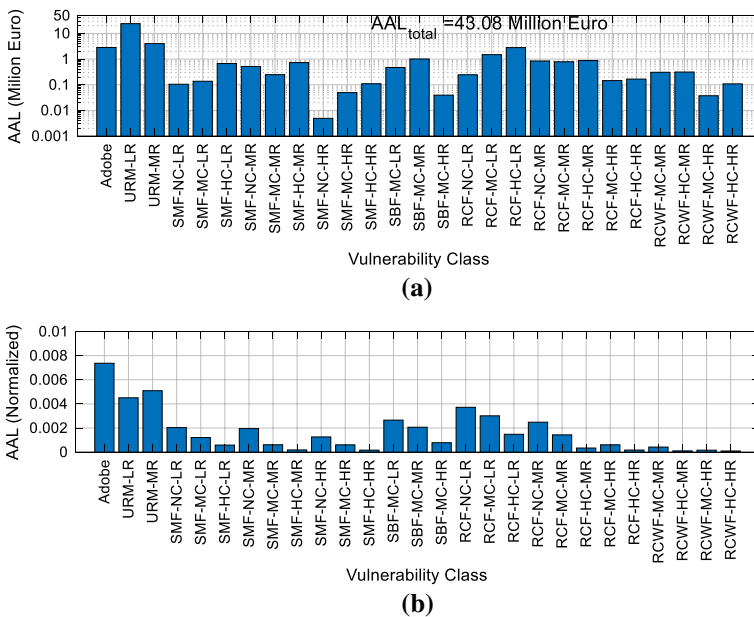 AAL (Milion Euro)
50
10
1
0.1
0.01
0.001
AALtotal =43.08 Million Euro
Adobe
URM-LR
URM-MR
SMF-NC-LR
SMF-MC-LR
SMF-HC-LR
SMF-NC-MR
SMF-MC-MR
SMF-HC-MR
SMF-NC-HR
SMF-MC-HR
SMF-HC-HR
SBF-MC-LR
SBF-MC-MR
SBF-MC-HR
RCF-NC-LR
RCF-MC-LR
RCF-HC-LR
RCF-NC-MR
RCF-MC-MR
RCF-HC-MR
RCF-MC-HR
RCF-HC-HR
RCWF-MC-MR
RCWF-HC-MR
RCWF-MC-HR
RCWF-HC-HR
Vulnerability Class
(a)
AAL (Normalized)
0.01
0.008
0.006
0.004
0.002
0
Adobe
URM-LR
URM-MR
SMF-NC-LR
SMF-MC-LR
SMF-HC-LR
SMF-NC-MR
SMF-MC-MR
SMF-HC-MR
SMF-NC-HR
SMF-MC-HR
SMF-HC-HR
SBF-MC-LR
SBF-MC-MR
SBF-MC-HR
RCF-NC-LR
RCF-MC-LR
RCF-HC-LR
RCF-NC-MR
RCF-MC-MR
RCF-HC-MR
RCF-MC-HR
RCF-HC-HR
RCWF-MC-MR
RCWF-HC-MR
RCWF-MC-HR
RCWF-HC-HR
Vulnerability Class
(b)